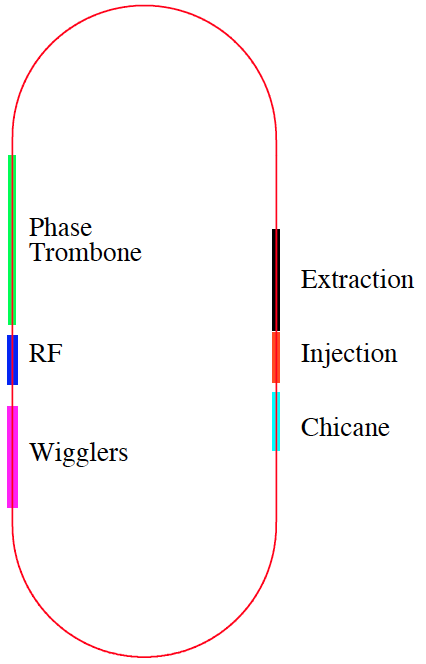 Phase
Trombone
Extraction
RF
Injection
Chicane
Wigglers